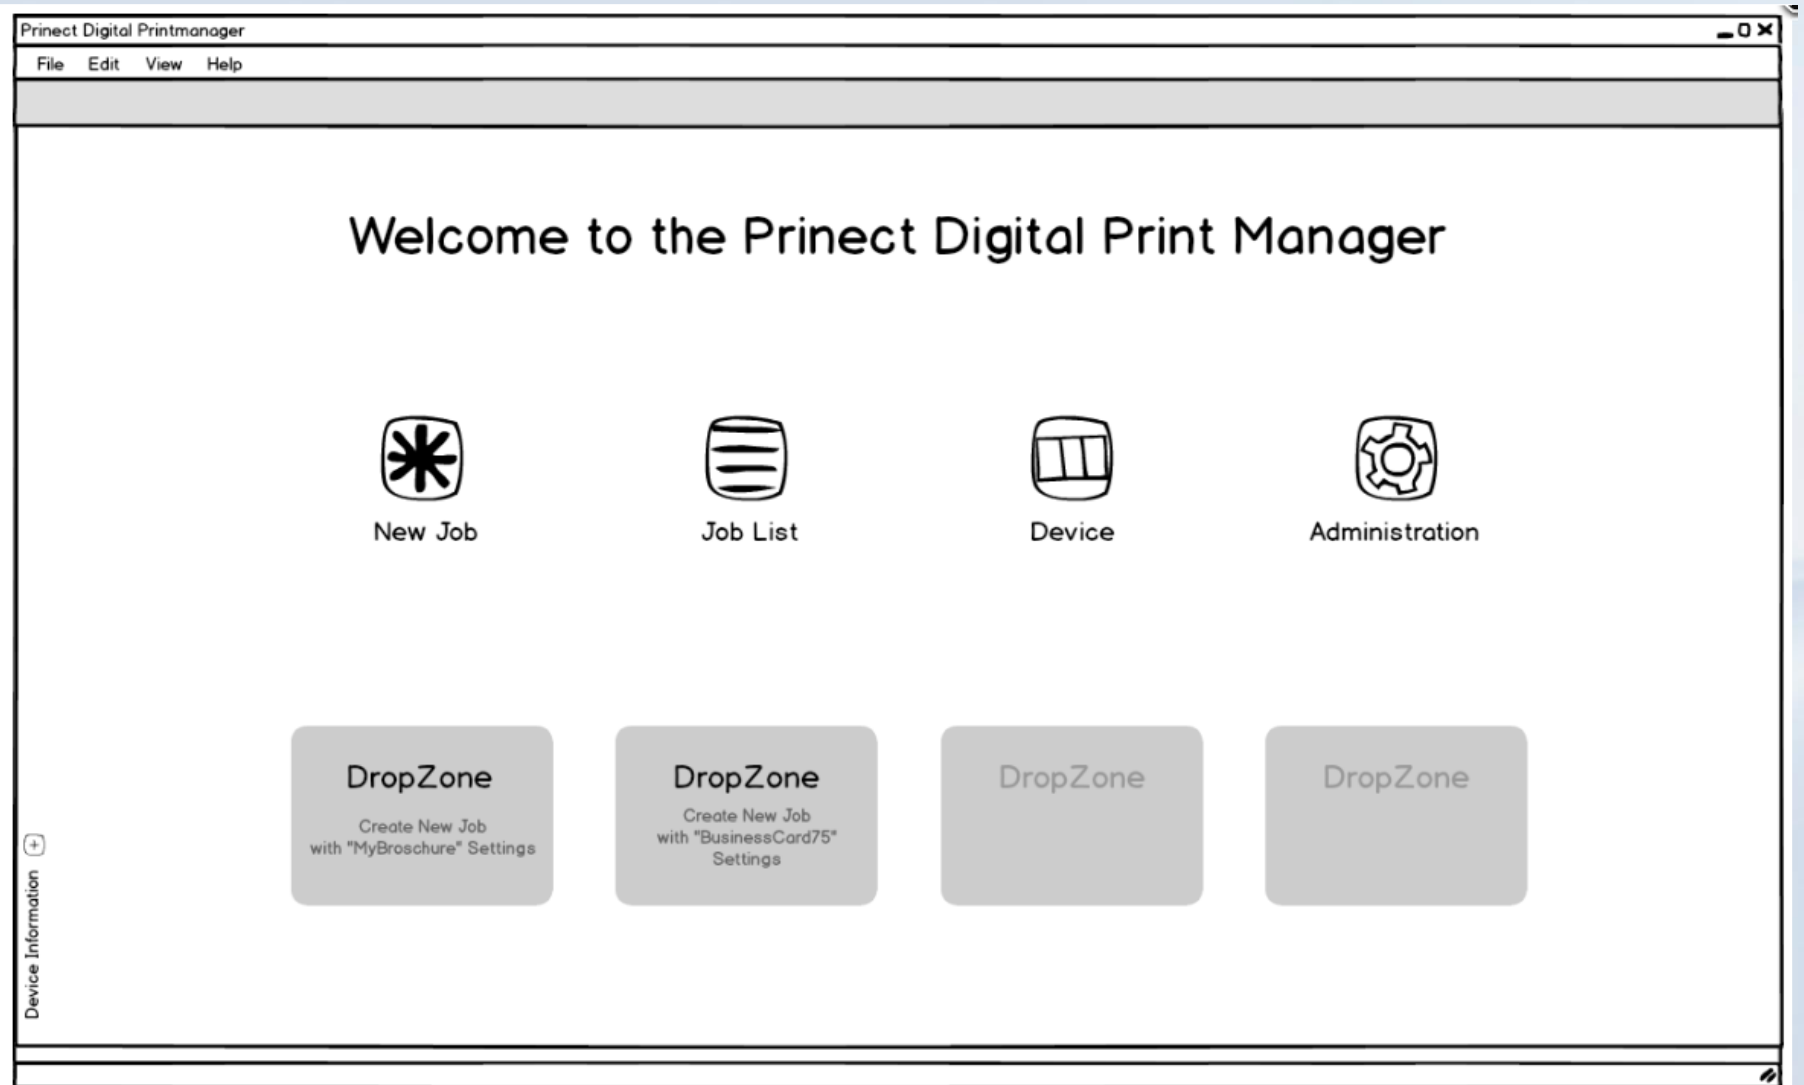 Prinect Digital Printmanager
File Edit View Help
Welcome to the Prinect Digital Print Manager
New Job
Job List
Device
Administration
DropZone
Create New Job
with "MyBroschure" Settings
DropZone
Create New Job
with "BusinessCard75"
Settings
DropZone
DropZone
Device Information